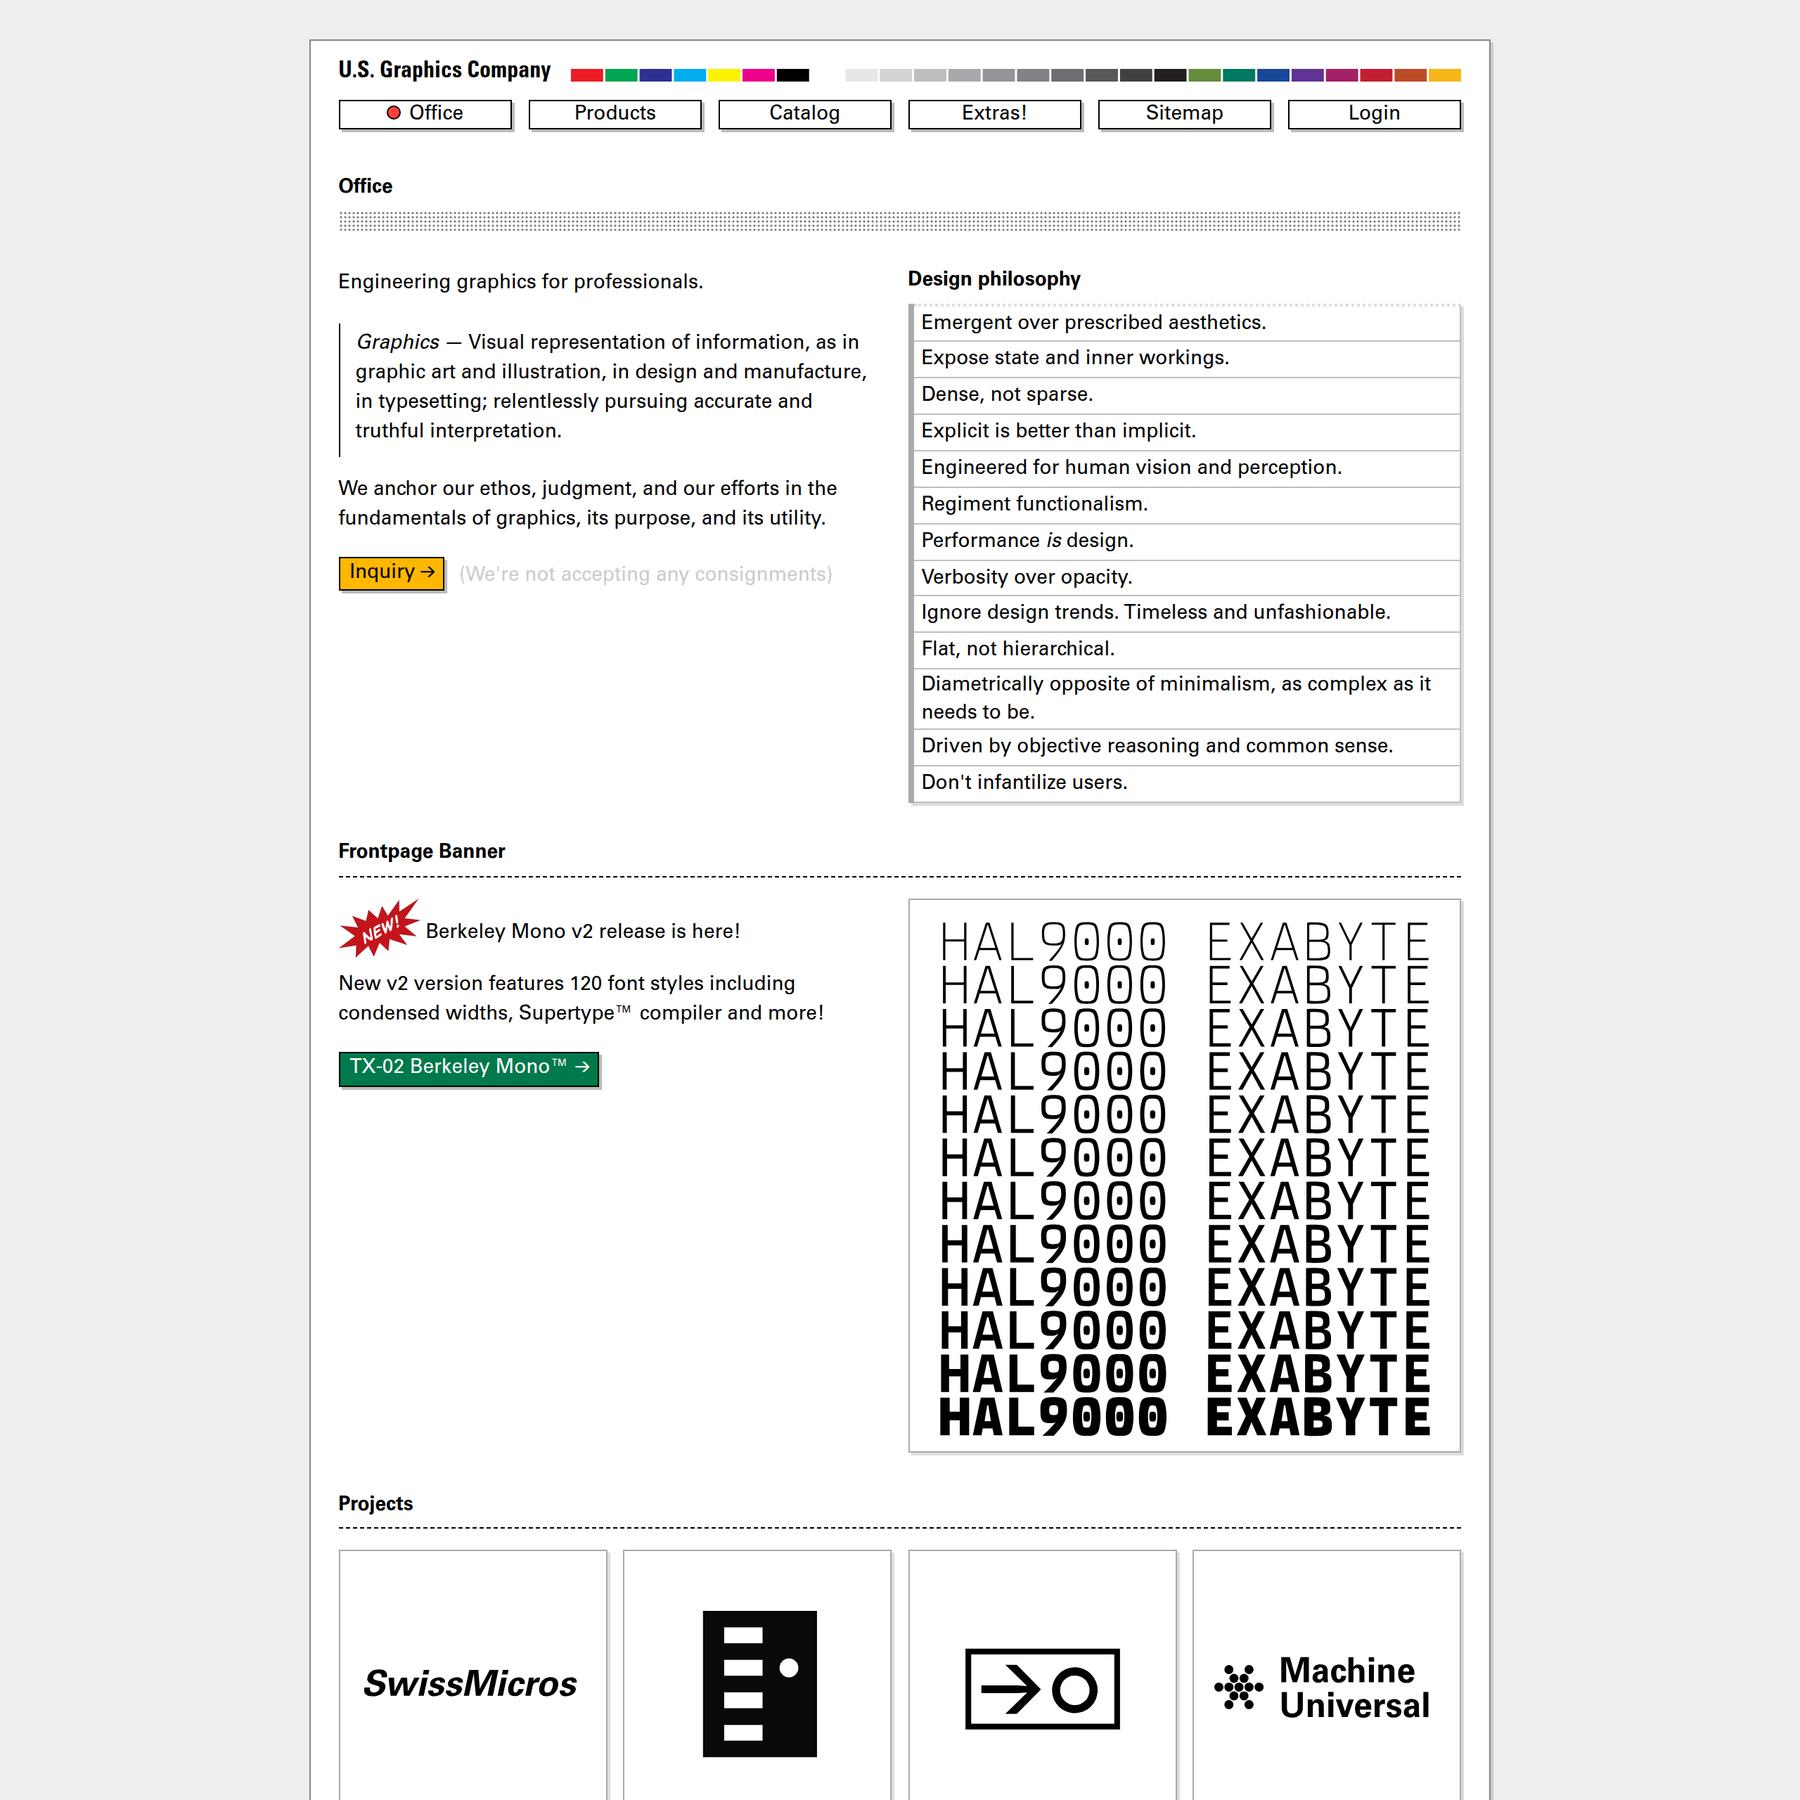 U.S. Graphics Company
Office
Products
Catalog
Extras!
Sitemap
Login
Office
Engineering graphics for professionals.
Graphics — Visual representation of information, as in
graphic art and illustration, in design and manufacture,
in typesetting; relentlessly pursuing accurate and
truthful interpretation.
We anchor our ethos, judgment, and our efforts in the
fundamentals of graphics, its purpose, and its utility.
Inquiry →
(We're not accepting any consignments)
Design philosophy
Emergent over prescribed aesthetics.
Expose state and inner workings.
Dense, not sparse.
Explicit is better than implicit.
Engineered for human vision and perception.
Regiment functionalism.
Performance is design.
Verbosity over opacity.
Ignore design trends. Timeless and unfashionable.
Flat, not hierarchical.
Diametrically opposite of minimalism, as complex as it
needs to be.
Driven by objective reasoning and common sense.
Don't infantilize users.
Frontpage Banner
NEW!
Berkeley Mono v2 release is here!
New v2 version features 120 font styles including
condensed widths, Supertype™ compiler and more!
TX-02 Berkeley Mono™ →
HAL9000 EXABYTE
HAL9000 EXABYTE
HAL9000 EXABYTE
HAL9000 EXABYTE
HAL9000 EXABYTE
HAL9000 EXABYTE
HAL9000 EXABYTE
HAL9000 EXABYTE
HAL9000 EXABYTE
HAL9000 EXABYTE
HAL9000 EXABYTE
HAL9000 EXABYTE
Projects
SwissMicros
Machine
Universal